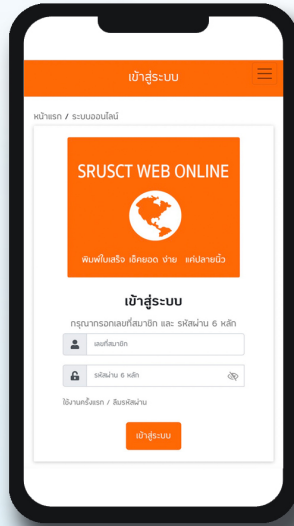 เข้าสู่ระบบ
หน้าแรก / ระบบออนไลน์
SRUSCT WEB ONLINE
พิมพ์ใบเสร็จ เช็คยอด ง่าย แค่ปลายนิ้ว
เข้าสู่ระบบ
กรุณากรอกเลขที่สมาชิก และ รหัสผ่าน 6 หลัก
เลขที่สมาชิก
รหัสผ่าน 6 หลัก
ใช้งานครั้งแรก / ลืมรหัสผ่าน
เข้าสู่ระบบ